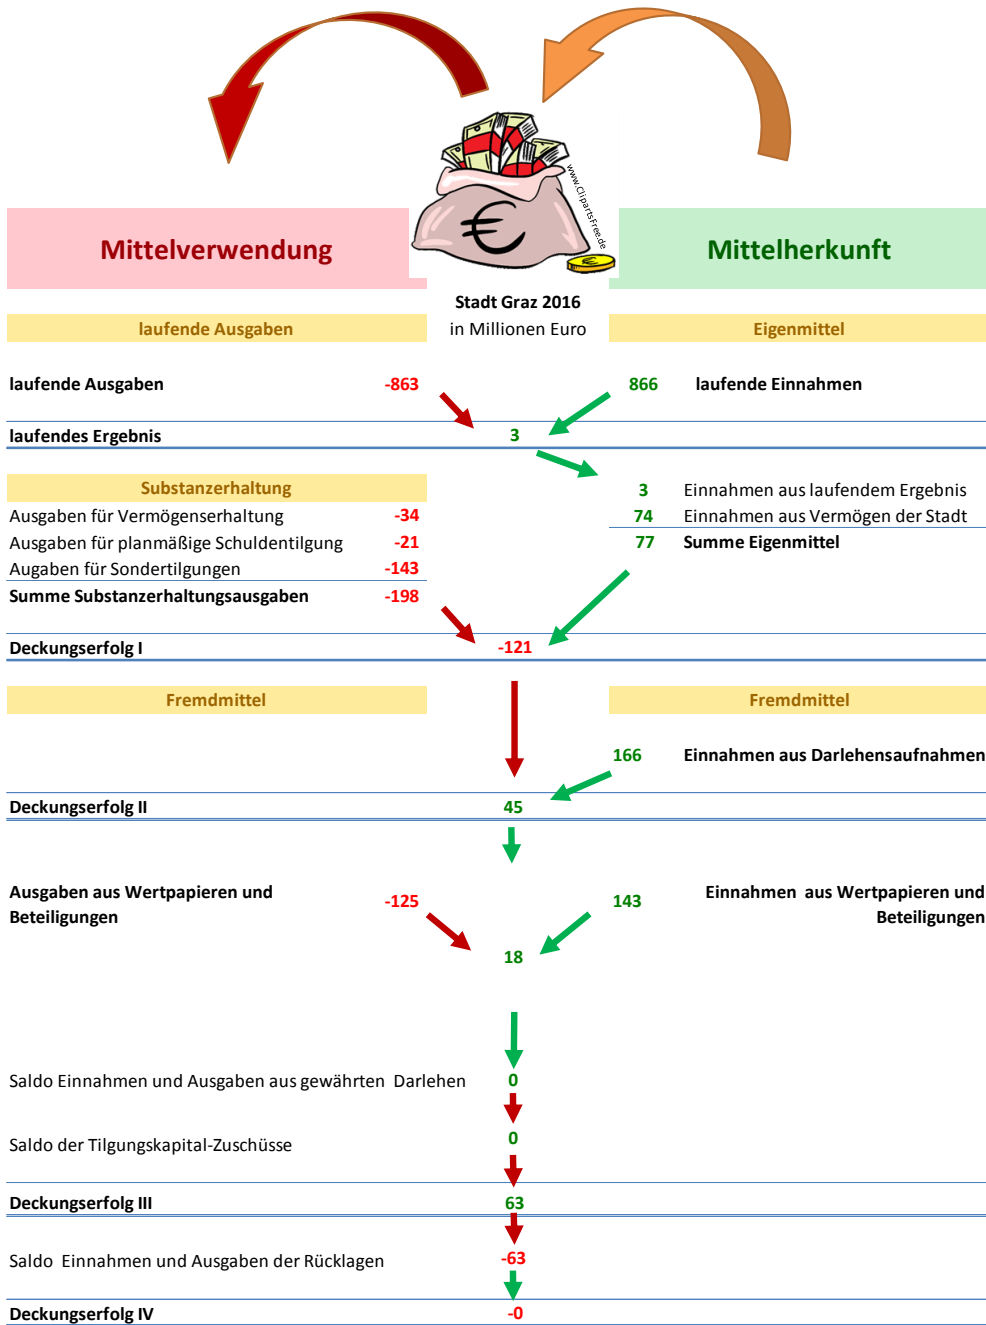 www.ClipartsFree.de
Mittelverwendung
Mittelherkunft
Stadt Graz 2016
in Millionen Euro
laufende Ausgaben
Eigenmittel
laufende Ausgaben -863 866 laufende Einnahmen
laufendes Ergebnis 3
Substanzerhaltung
3 Einnahmen aus laufendem Ergebnis
Ausgaben für Vermögenserhaltung -34 74 Einnahmen aus Vermögen der Stadt
Ausgaben für planmäßige Schuldentilgung -21 77 Summe Eigenmittel
Augaben für Sondertilgungen -143
Summe Substanzerhaltungsausgaben -198
Deckungserfolg I -121
Fremdmittel Fremdmittel
166 Einnahmen aus Darlehensaufnahmen
Deckungserfolg II 45
Ausgaben aus Wertpapieren und
Beteiligungen
-125
143
Einnahmen aus Wertpapieren und
Beteiligungen
18
Saldo Einnahmen und Ausgaben aus gewährten Darlehen 0
Saldo der Tilgungskapital-Zuschüsse 0
Deckungserfolg III 63
Saldo Einnahmen und Ausgaben der Rücklagen -63
Deckungserfolg IV -0